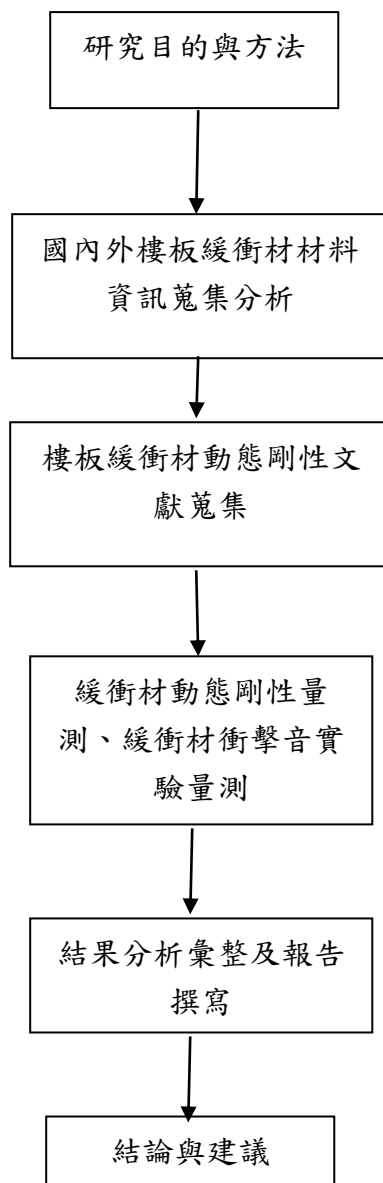 研究目的與方法
國內外樓板緩衝材材料
資訊蒐集分析
樓板緩衝材動態剛性文
獻蒐集
緩衝材動態剛性量
測、緩衝材衝擊音實
驗量測
結果分析彙整及報告
撰寫
結論與建議